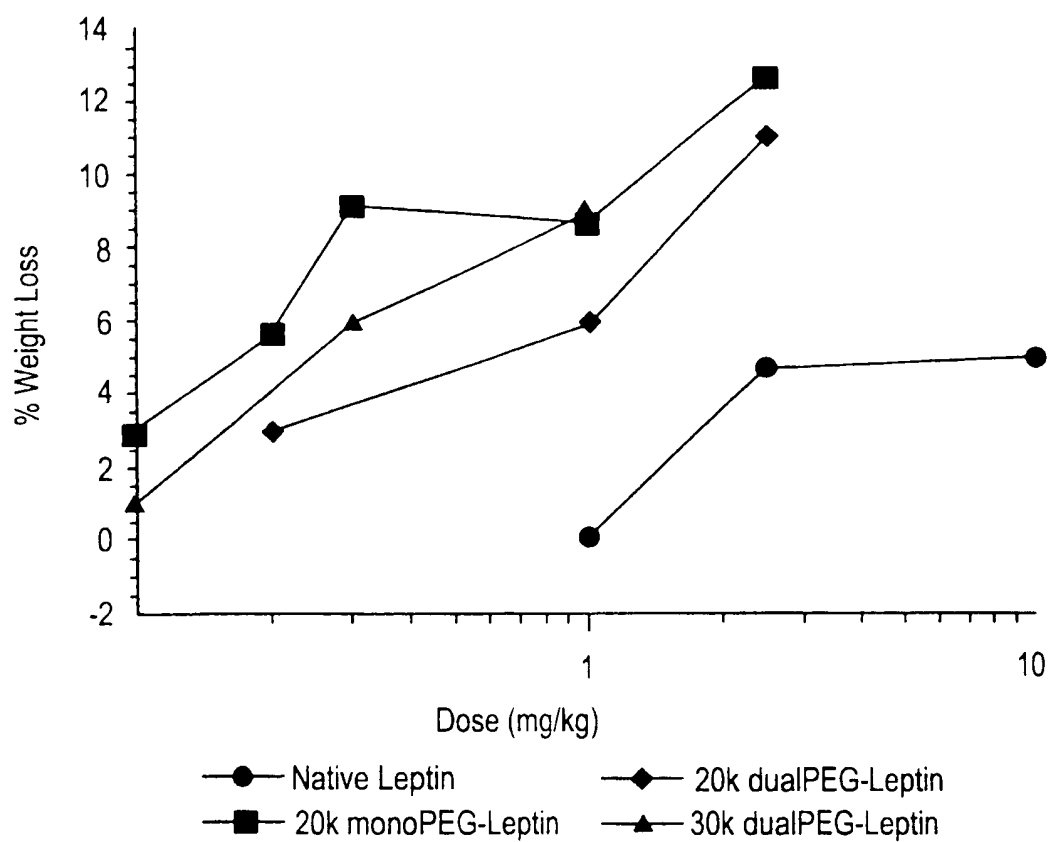 14
12
10
8
6
4
2
0
-2
% Weight Loss
1
10
Dose (mg/kg)
Native Leptin
20k dualPEG-Leptin
20k monoPEG-Leptin
30k dualPEG-Leptin